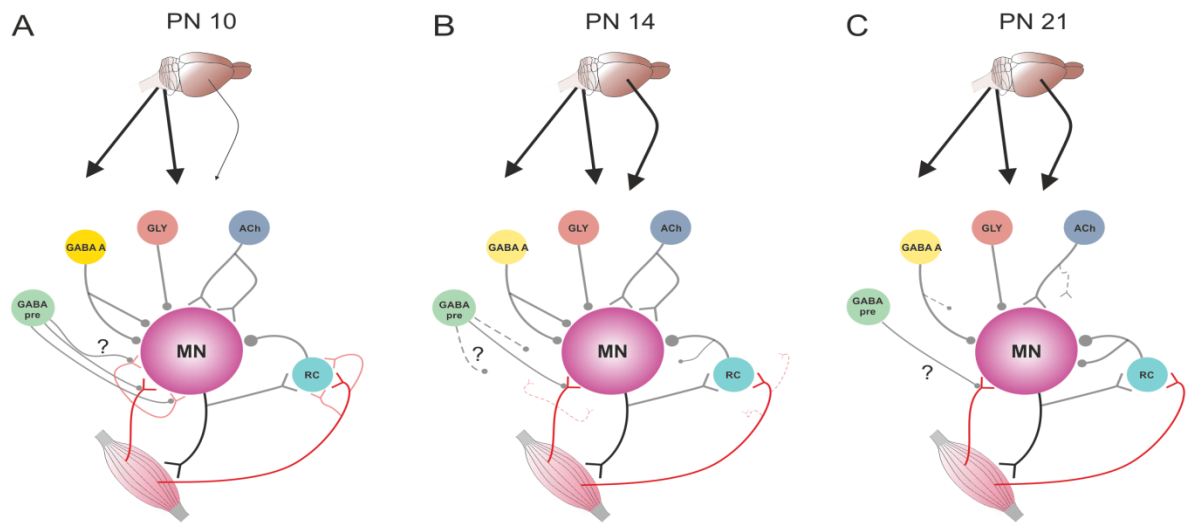 A PN 10
GABA A
GLY
ACh
GABA
pre
?
MN
RC
B PN 14
GABA A
GLY
ACh
GABA
pre
?
MN
RC
C PN 21
GABA A
GLY
ACh
GABA
pre
?
MN
RC